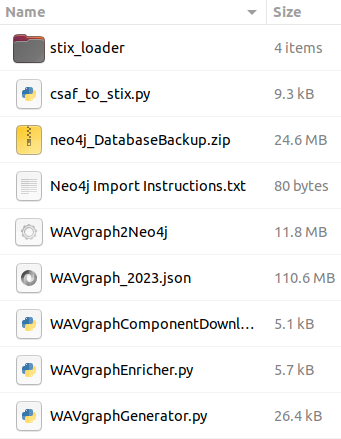 Name Size
stix_loader 4 items
csaf_to_stix.py 9.3 kB
neo4j_DatabaseBackup.zip 24.6 MB
Neo4j Import Instructions.txt 80 bytes
WAVgraph2Neo4j 11.8 MB
WAVgraph_2023.json 110.6 MB
WAVgraphComponentDownl... 5.1 kB
WAVgraphEnricher.py 5.7 kB
WAVgraphGenerator.py 26.4 kB